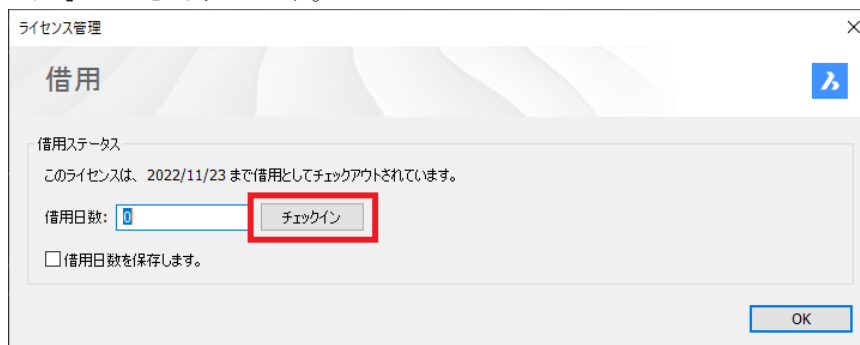 ライセンス管理
借用
借用ステータス
このライセンスは、2022/11/23 まで借用としてチェックアウトされています。
借用日数: 0 チェックイン
借用日数を保存します。
OK